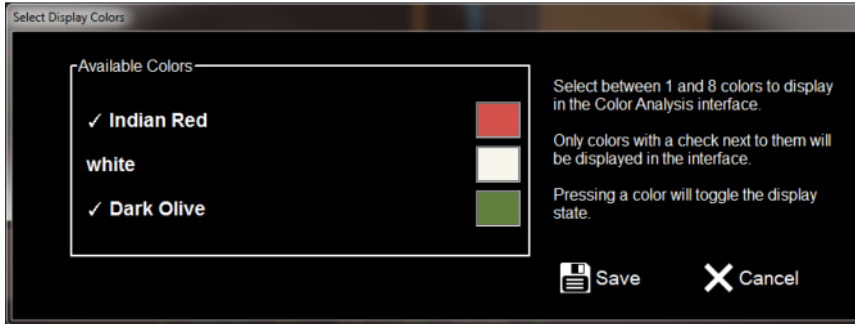 Select Display Colors
Available Colors
✓ Indian Red
white
✓ Dark Olive
Select between 1 and 8 colors to display
in the Color Analysis interface.
Only colors with a check next to them will
be displayed in the interface.
Pressing a color will toggle the display
state.
Save
Cancel